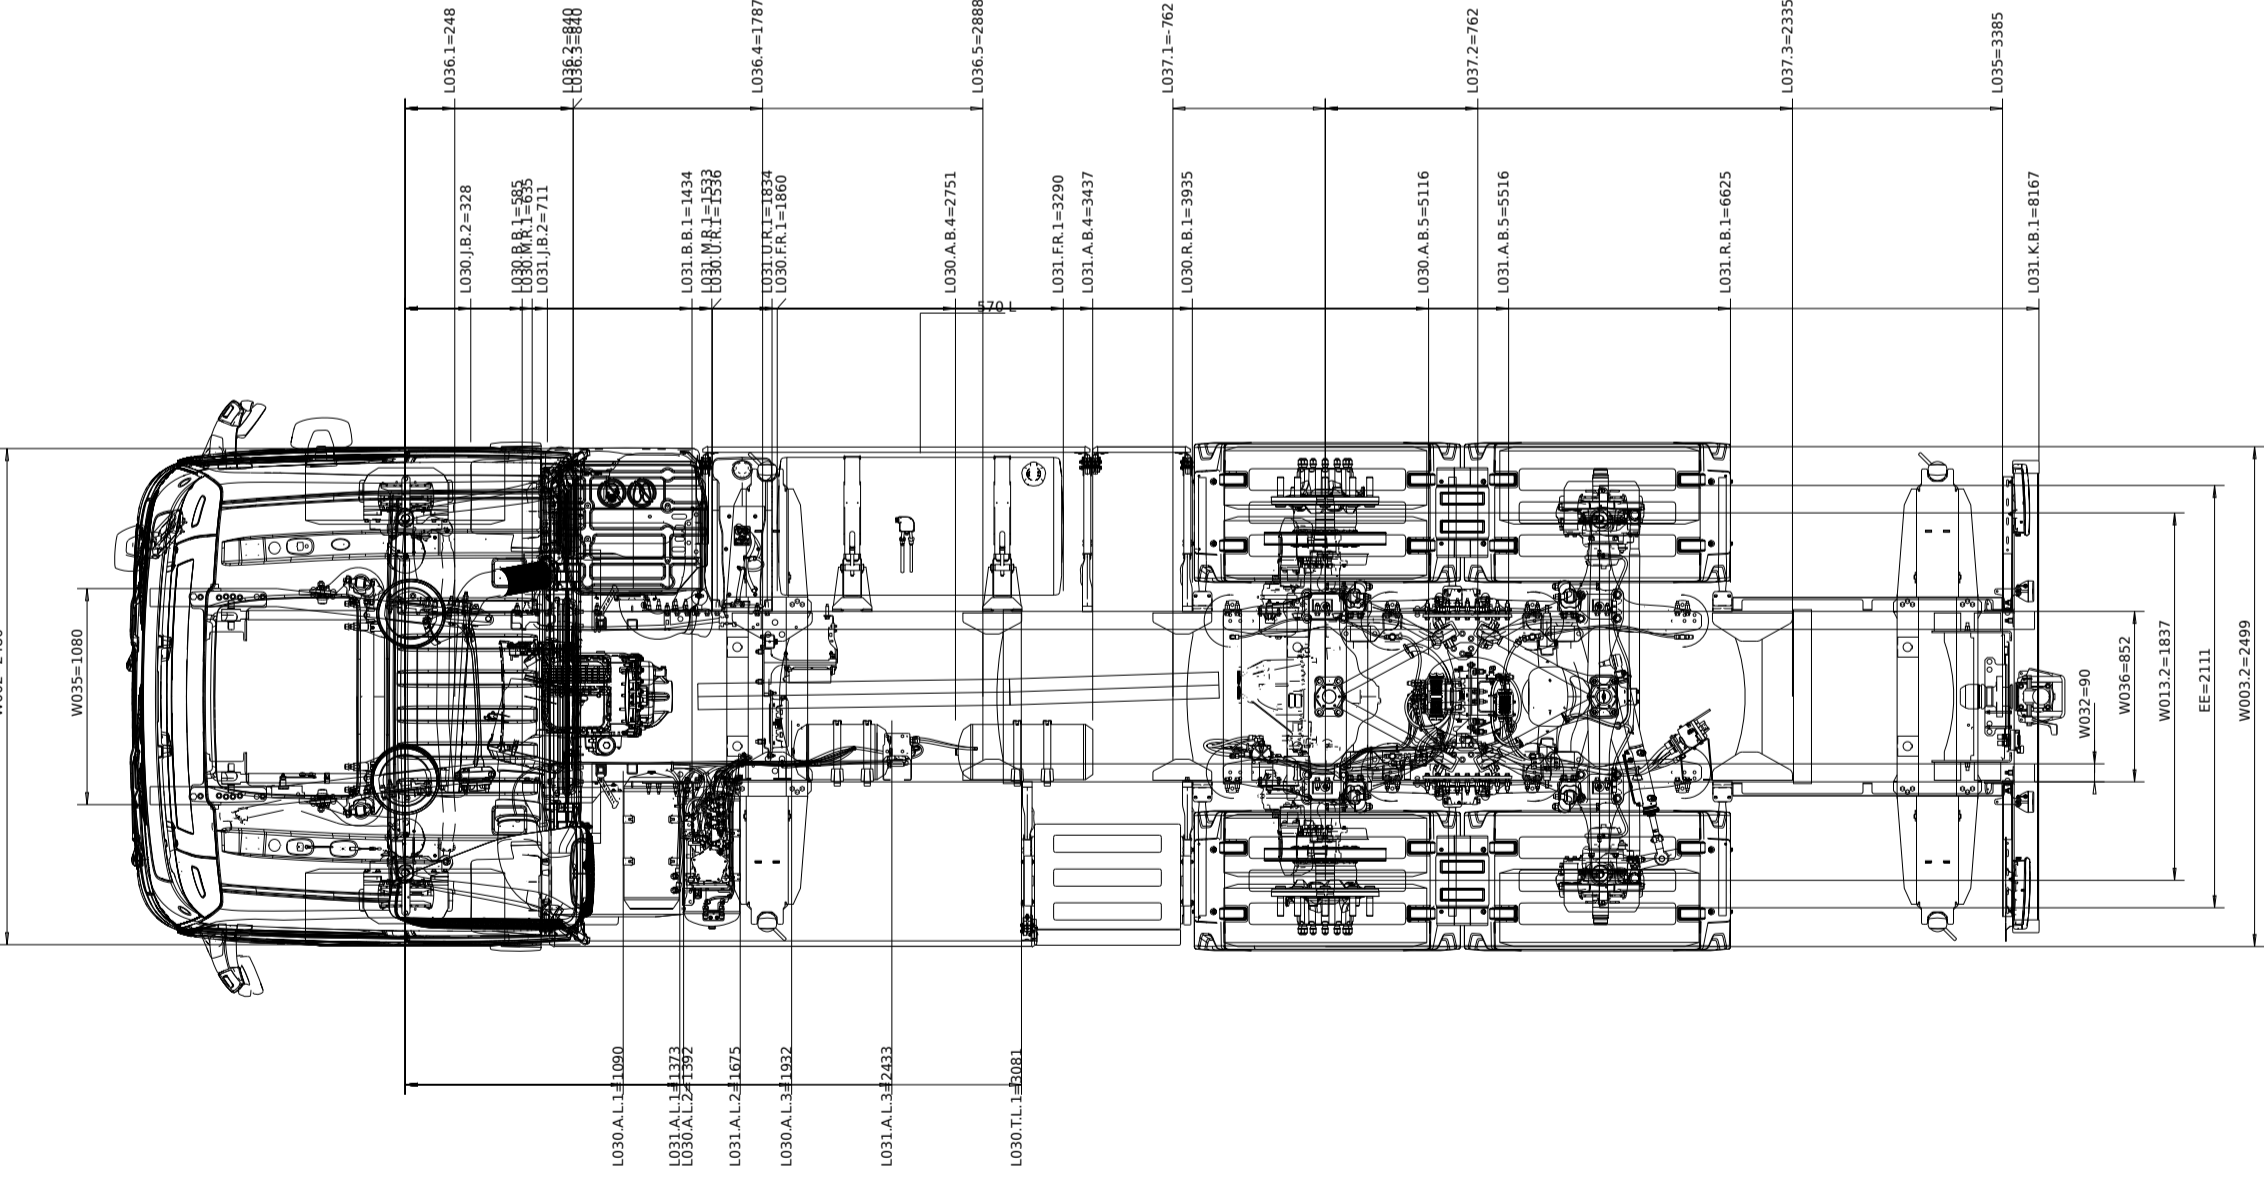 L036.1=248
L036.2=840
L036.3=840
L036.4=1787
L036.5=2888
L037.1=-762
L037.2=762
L037.3=2335
L035=3385
L030.J.B.2=328
L030.B.B.1=585
L030.M.R.1=635
L031.J.B.2=711
L031.B.B.1=1434
L031.M.R.1=1533
L030.U.R.1=1536
L031.U.R.1=1834
L030.F.R.1=1860
L030.A.B.4=2751
L031.F.R.1=3290
L031.A.B.4=3437
L030.R.B.1=3935
L030.A.B.5=5116
L031.A.B.5=5516
L031.R.B.1=6625
L031.K.B.1=8167
570 L
W035=1080
W032=90
W036=852
W013.2=1837
EE=2111
W003.2=2499
L030.A.L.1=1090
L031.A.L.1=1373
L030.A.L.2=1392
L031.A.L.2=1675
L030.A.L.3=1932
L031.A.L.3=2433
L030.T.L.1=3081